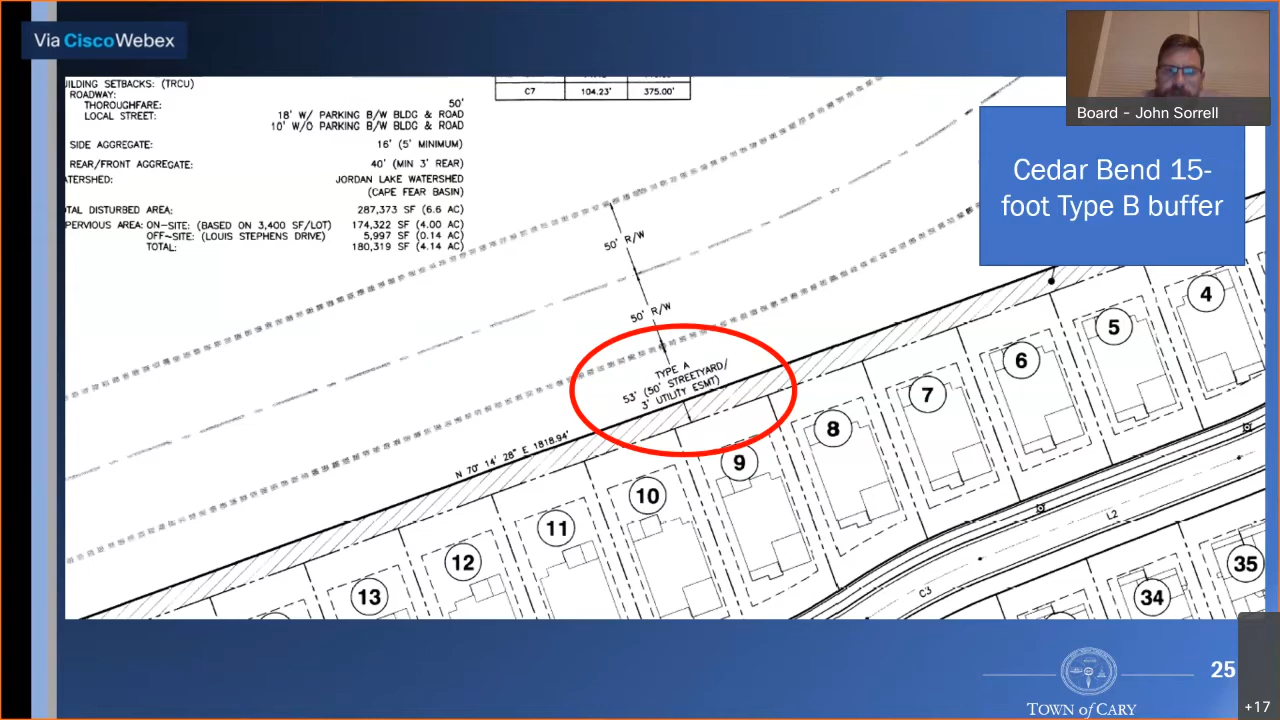 Via CiscoWebex
UILDING SETBACKS: (TRCU)
ROADWAY:
THOROUGHFARE: 50'
LOCAL STREET: 18' W/ PARKING B/W BLDG & ROAD
10' W/O PARKING B/W BLDG & ROAD
SIDE AGGREGATE: 16' (5' MINIMUM)
REAR/FRONT AGGREGATE: 40' (MIN 3' REAR)
ATERSHED: JORDAN LAKE WATERSHED
(CAPE FEAR BASIN)
OTAL DISTURBED AREA: 287,373 SF (6.6 AC)
PERVIOUS AREA: ON-SITE: (BASED ON 3,400 SF/LOT) 174,322 SF (4.00 AC)
OFF-SITE: (LOUIS STEPHENS DRIVE) 5,997 SF (0.14 AC)
TOTAL: 180,319 SF (4.14 AC)
C7 104.23' 375.00'
Board - John Sorrell
Cedar Bend 15-
foot Type B buffer
50' R/W
50' R/W
TYPE A
53' (50' STREETYARD/
3' UTILITY ESMT)
N 70° 14' 28" E 1818.94'
4
5
6
7
8
9
10
11
12
13
L2
C3
34
35
25
TOWN of CARY
+17